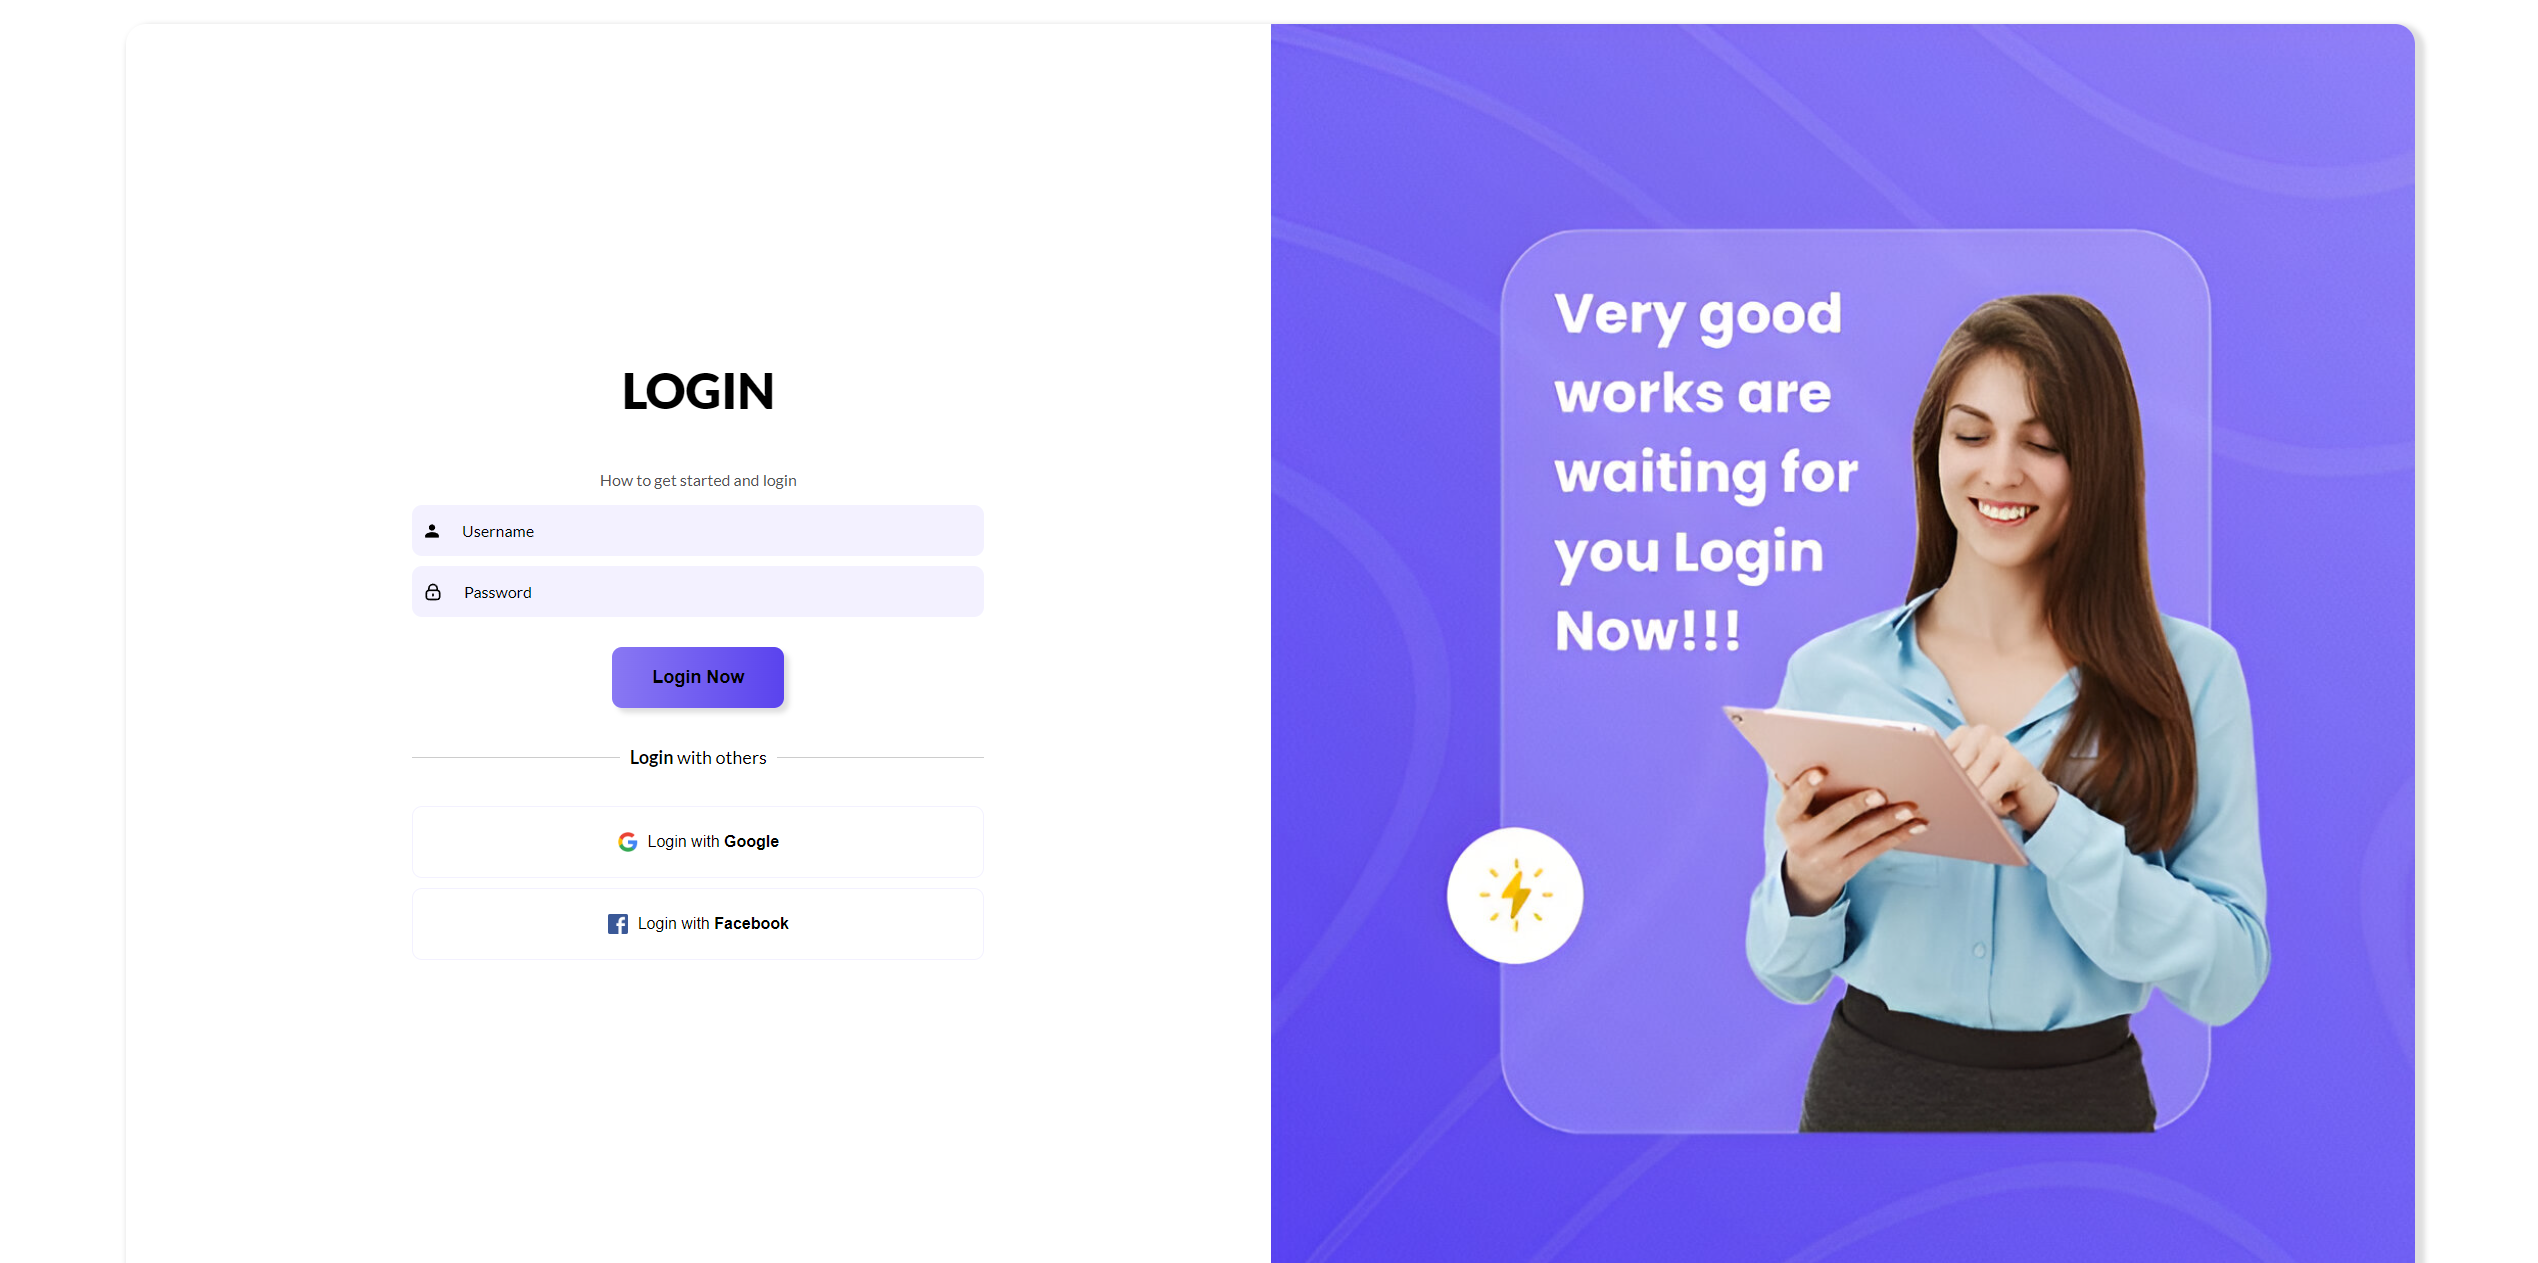 LOGIN
How to get started and login
Username
Password
Login Now
Login with others
Login with Google
Login with Facebook
Very good
works are
waiting for
you Login
Now!!!